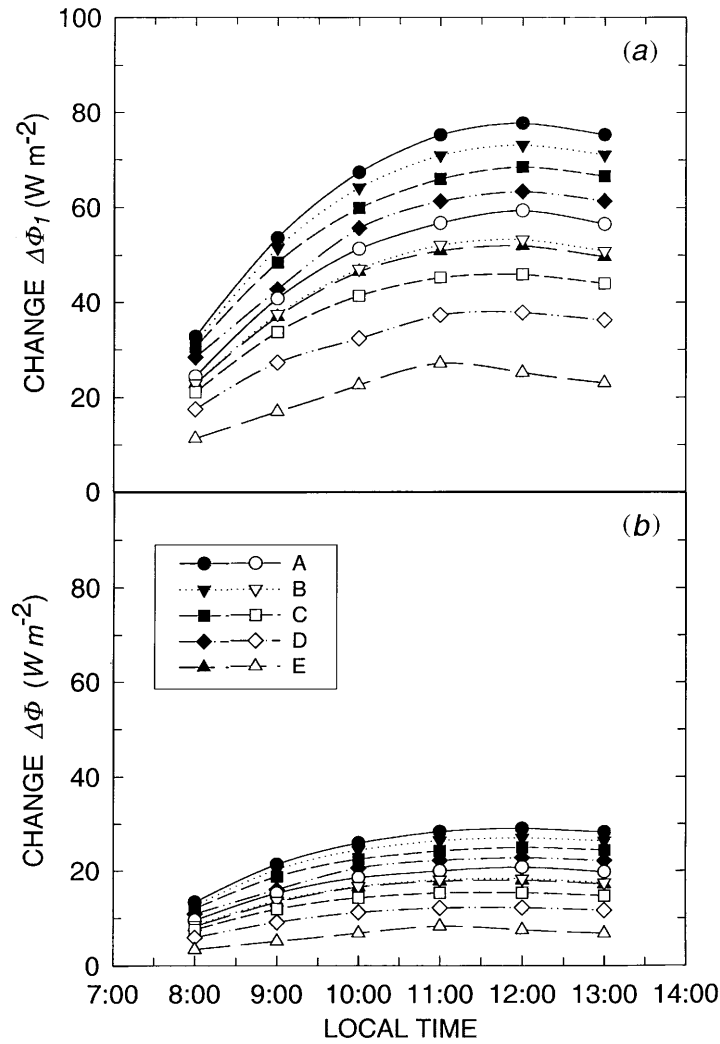 100
(a)
80
60
40
20
0
CHANGE ΔΦ₁ (W m⁻²)
(b)
A
B
C
D
E
80
60
40
20
0
CHANGE ΔΦ (W m⁻²)
7:00 8:00 9:00 10:00 11:00 12:00 13:00 14:00
LOCAL TIME